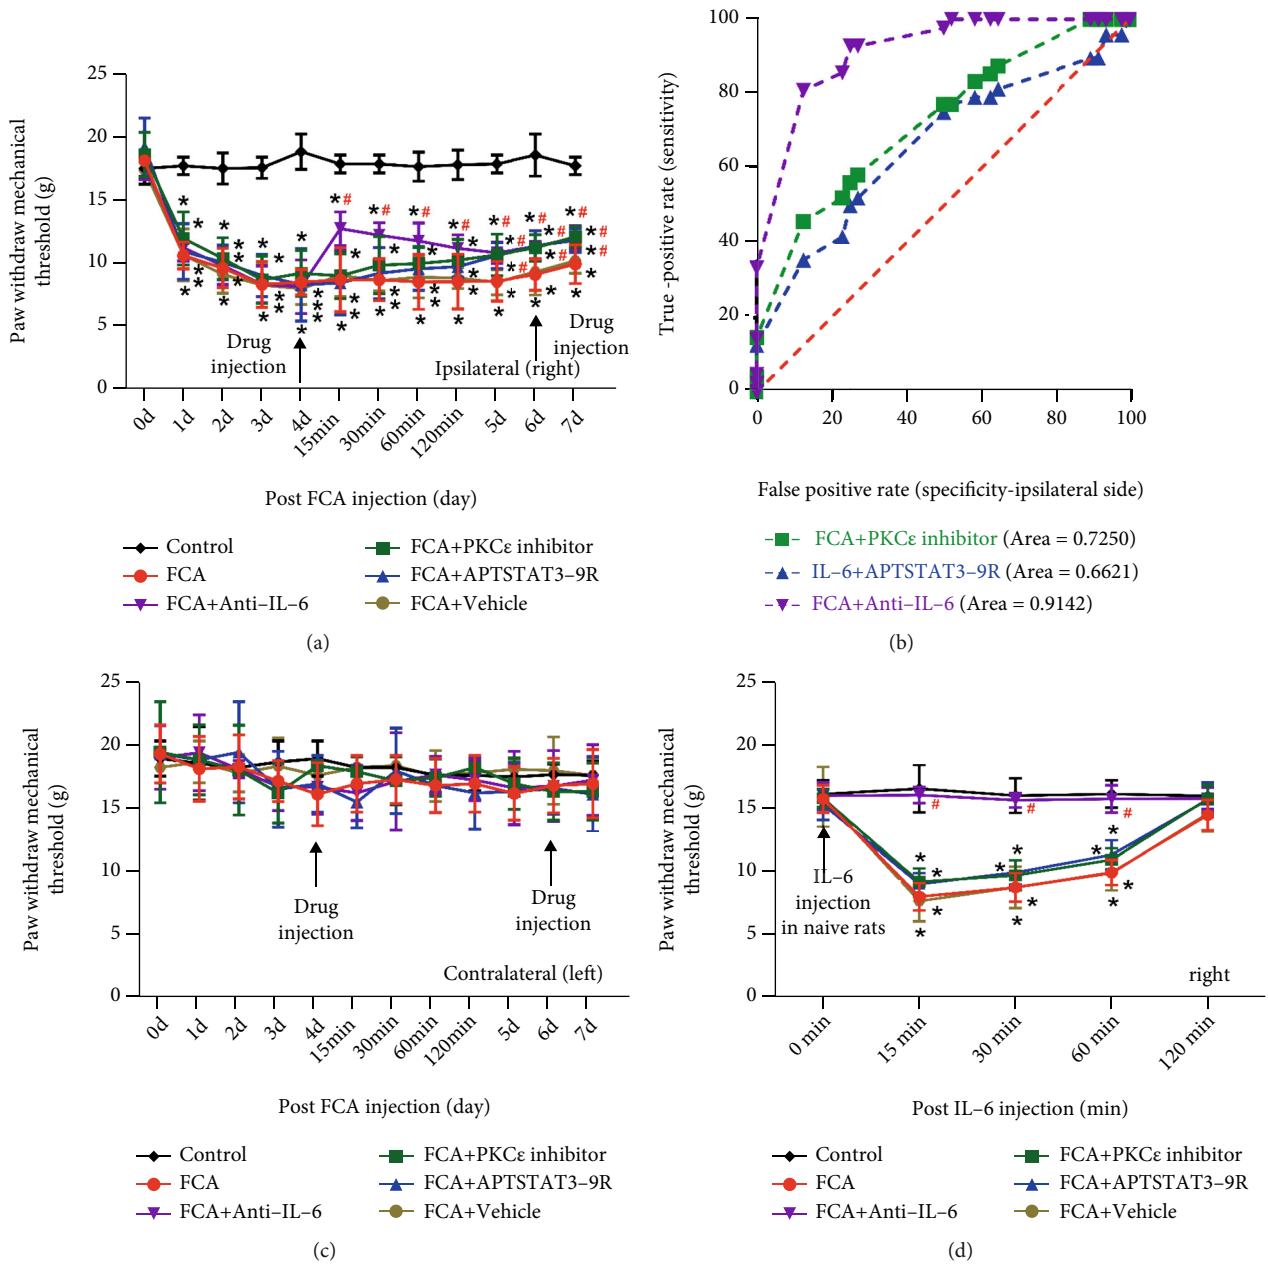 Paw withdraw mechanical
threshold (g)
25
20
15
10
5
0
* # * # * # * # * # * # * #
Drug
injection
Ipsilateral (right)
Drug
injection
0d 1d 2d 3d 4d 15min 30min 60min 120min 5d 6d 7d
Post FCA injection (day)
Control
FCA
FCA+Anti–IL–6
FCA+PKCε inhibitor
FCA+APTSTAT3–9R
FCA+Vehicle
(a)
True -positive rate (sensitivity)
100
80
60
40
20
0
0 20 40 60 80 100
False positive rate (specificity-ipsilateral side)
FCA+PKCε inhibitor (Area = 0.7250)
IL–6+APTSTAT3–9R (Area = 0.6621)
FCA+Anti–IL–6 (Area = 0.9142)
(b)
Paw withdraw mechanical
threshold (g)
25
20
15
10
5
0
Drug
injection
Drug
injection
Contralateral (left)
0d 1d 2d 3d 4d 15min 30min 60min 120min 5d 6d 7d
Post FCA injection (day)
Control
FCA
FCA+Anti–IL–6
FCA+PKCε inhibitor
FCA+APTSTAT3–9R
FCA+Vehicle
(c)
Paw withdraw mechanical
threshold (g)
25
20
15
10
5
0
# # #
IL–6
injection
in naive rats
right
0 min 15 min 30 min 60 min 120 min
Post IL–6 injection (min)
Control
FCA
FCA+Anti–IL–6
FCA+PKCε inhibitor
FCA+APTSTAT3–9R
FCA+Vehicle
(d)